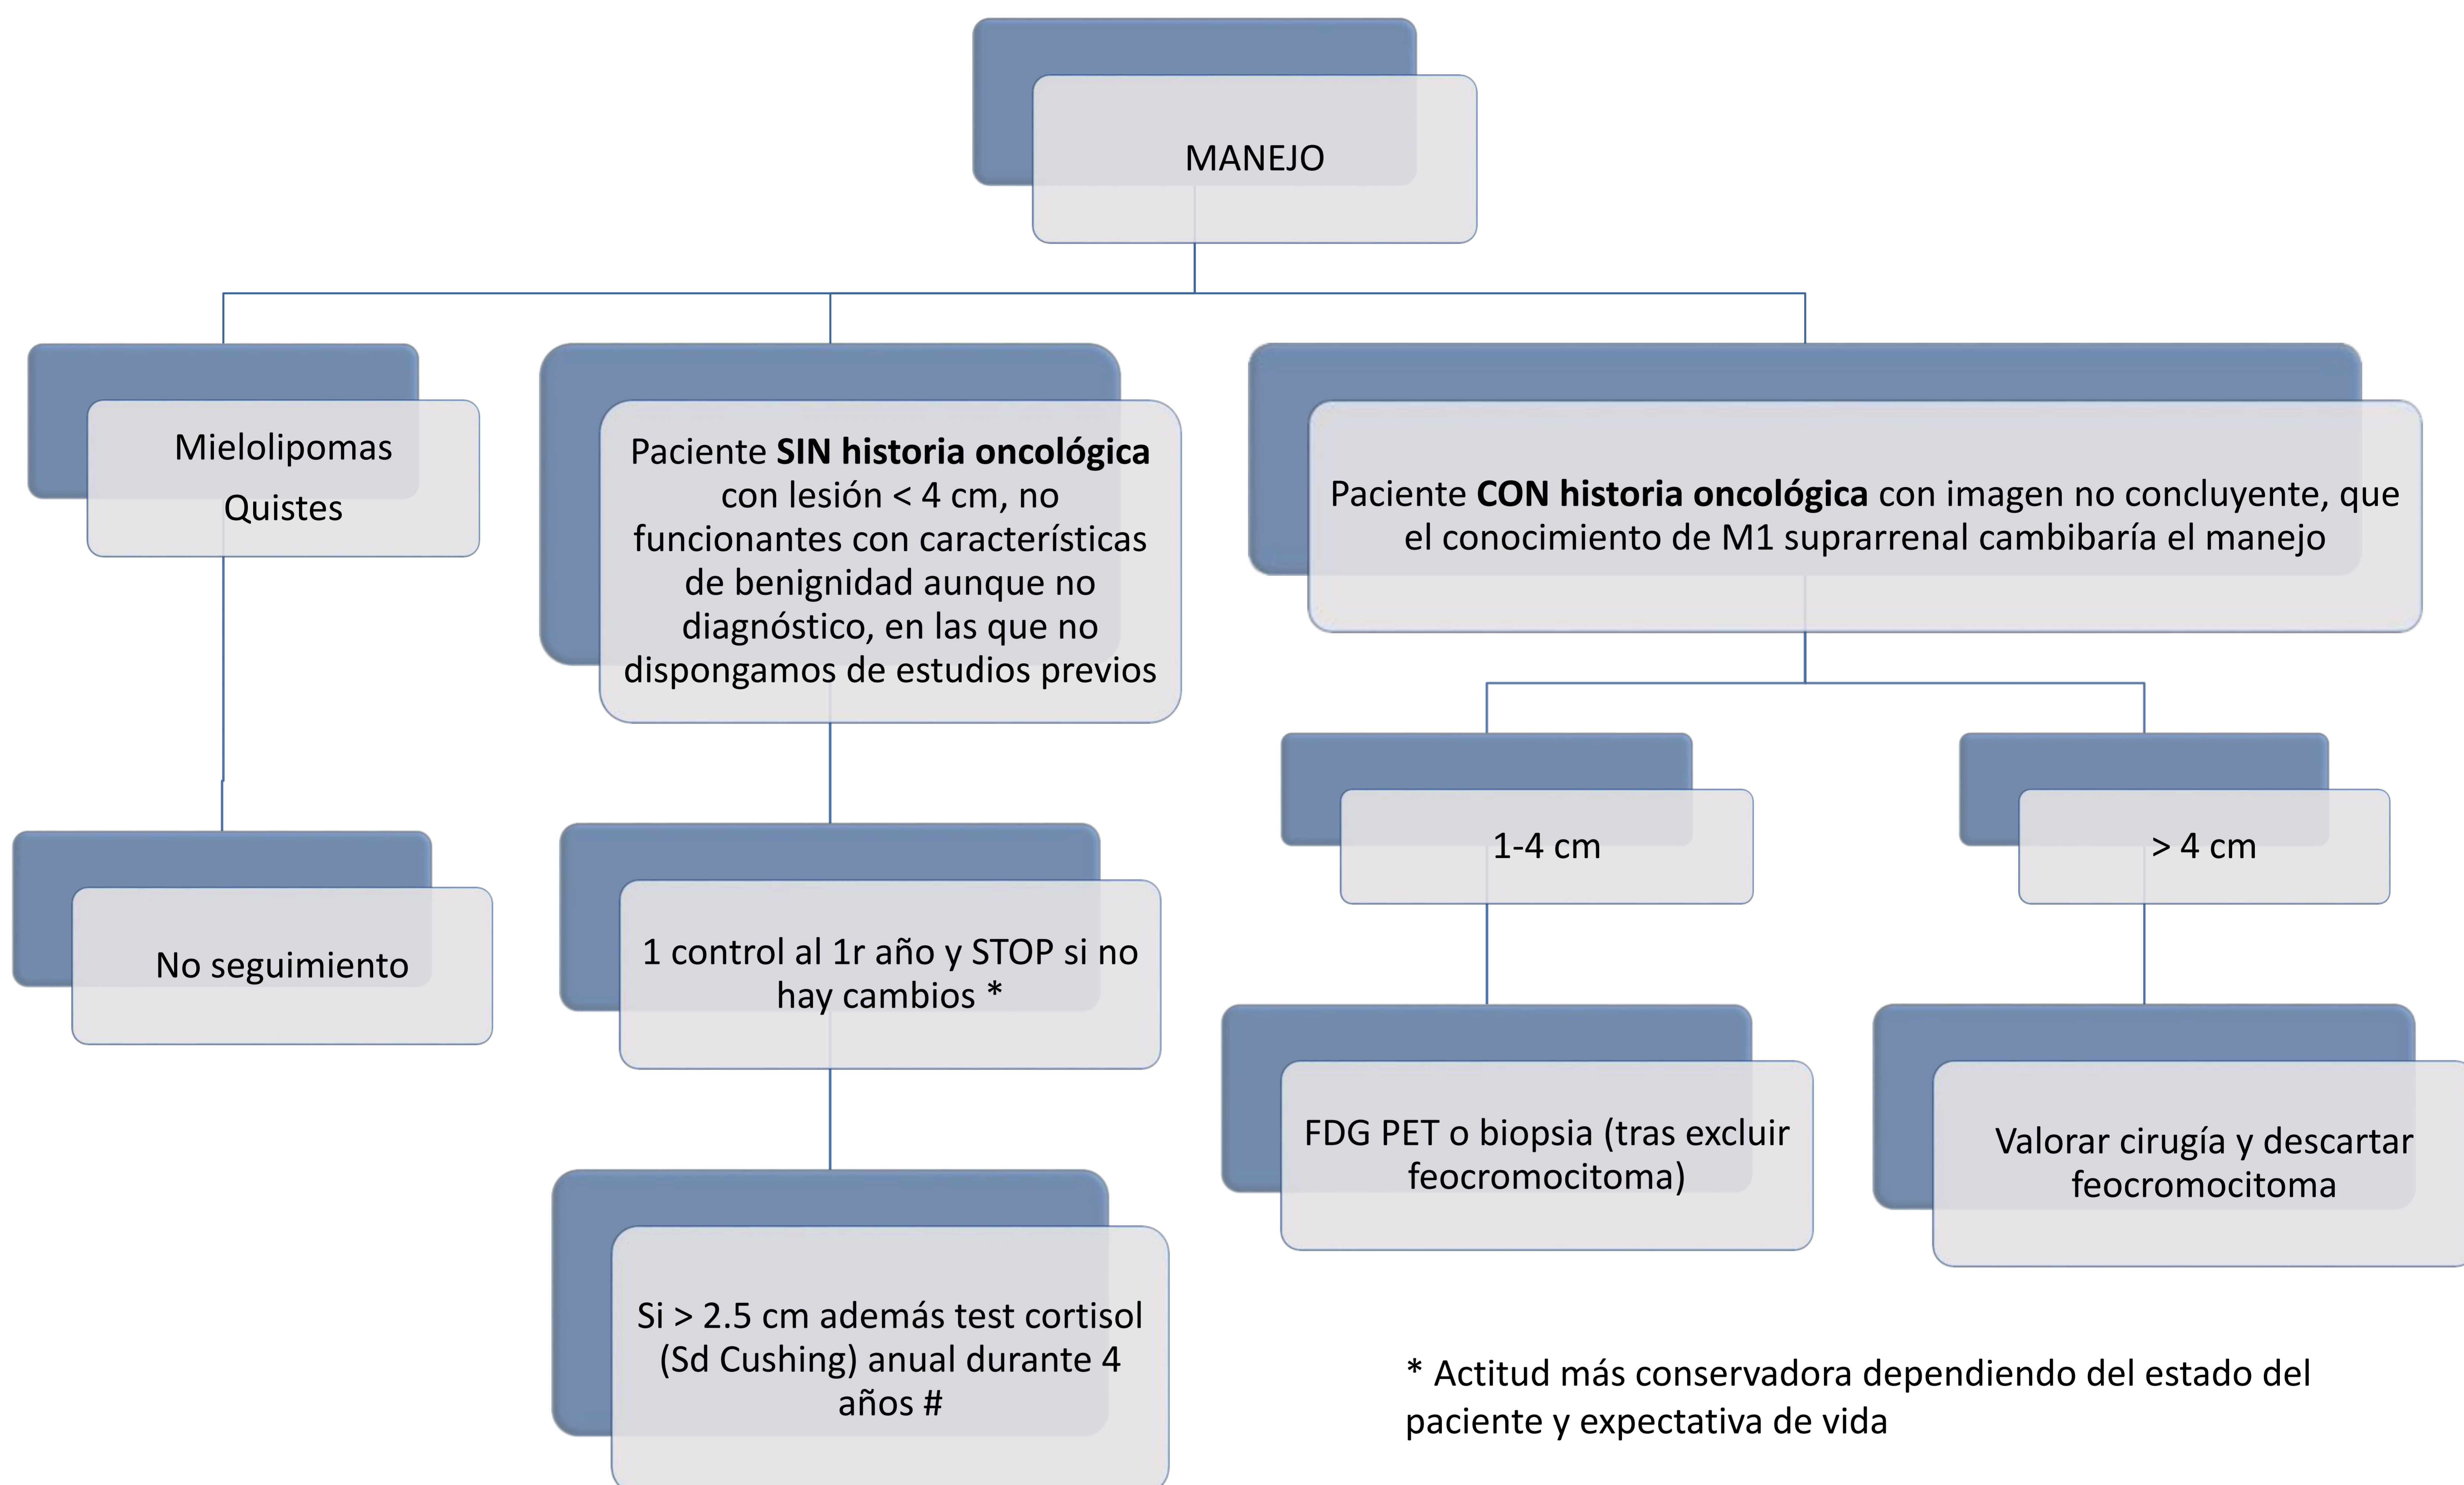 MANEJO
Mielolipomas
Quistes
Paciente SIN historia oncológica
con lesión < 4 cm, no
funcionantes con características
de benignidad aunque no
diagnóstico, en las que no
dispongamos de estudios previos
Paciente CON historia oncológica con imagen no concluyente, que
el conocimiento de M1 suprarrenal cambibaría el manejo
1-4 cm
> 4 cm
No seguimiento
1 control al 1r año y STOP si no
hay cambios *
FDG PET o biopsia (tras excluir
feocromocitoma)
Valorar cirugía y descartar
feocromocitoma
Si > 2.5 cm además test cortisol
(Sd Cushing) anual durante 4
años #
* Actitud más conservadora dependiendo del estado del
paciente y expectativa de vida